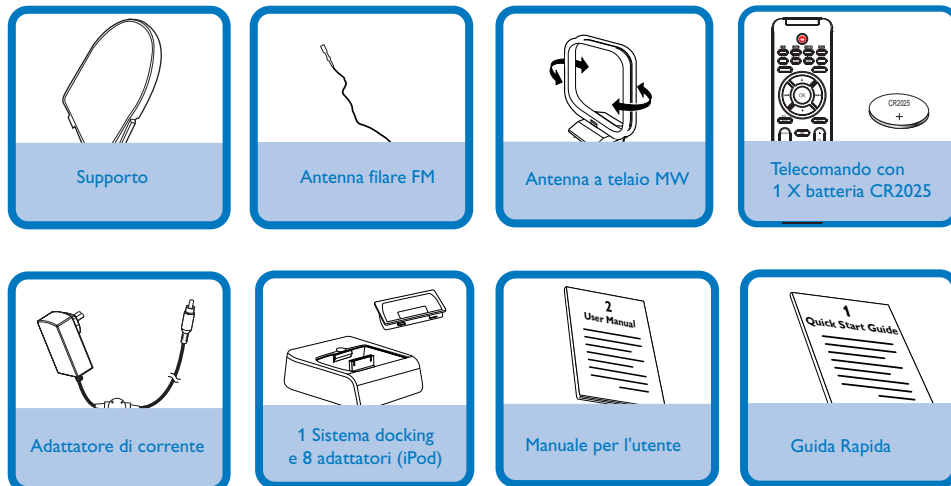 OK
CR2025
+
Supporto
Antenna filare FM
Antenna a telaio MW
Telecomando con
1 X batteria CR2025
2
User Manual
1
Quick Start Guide
Adattatore di corrente
1 Sistema docking
e 8 adattatori (iPod)
Manuale per l'utente
Guida Rapida